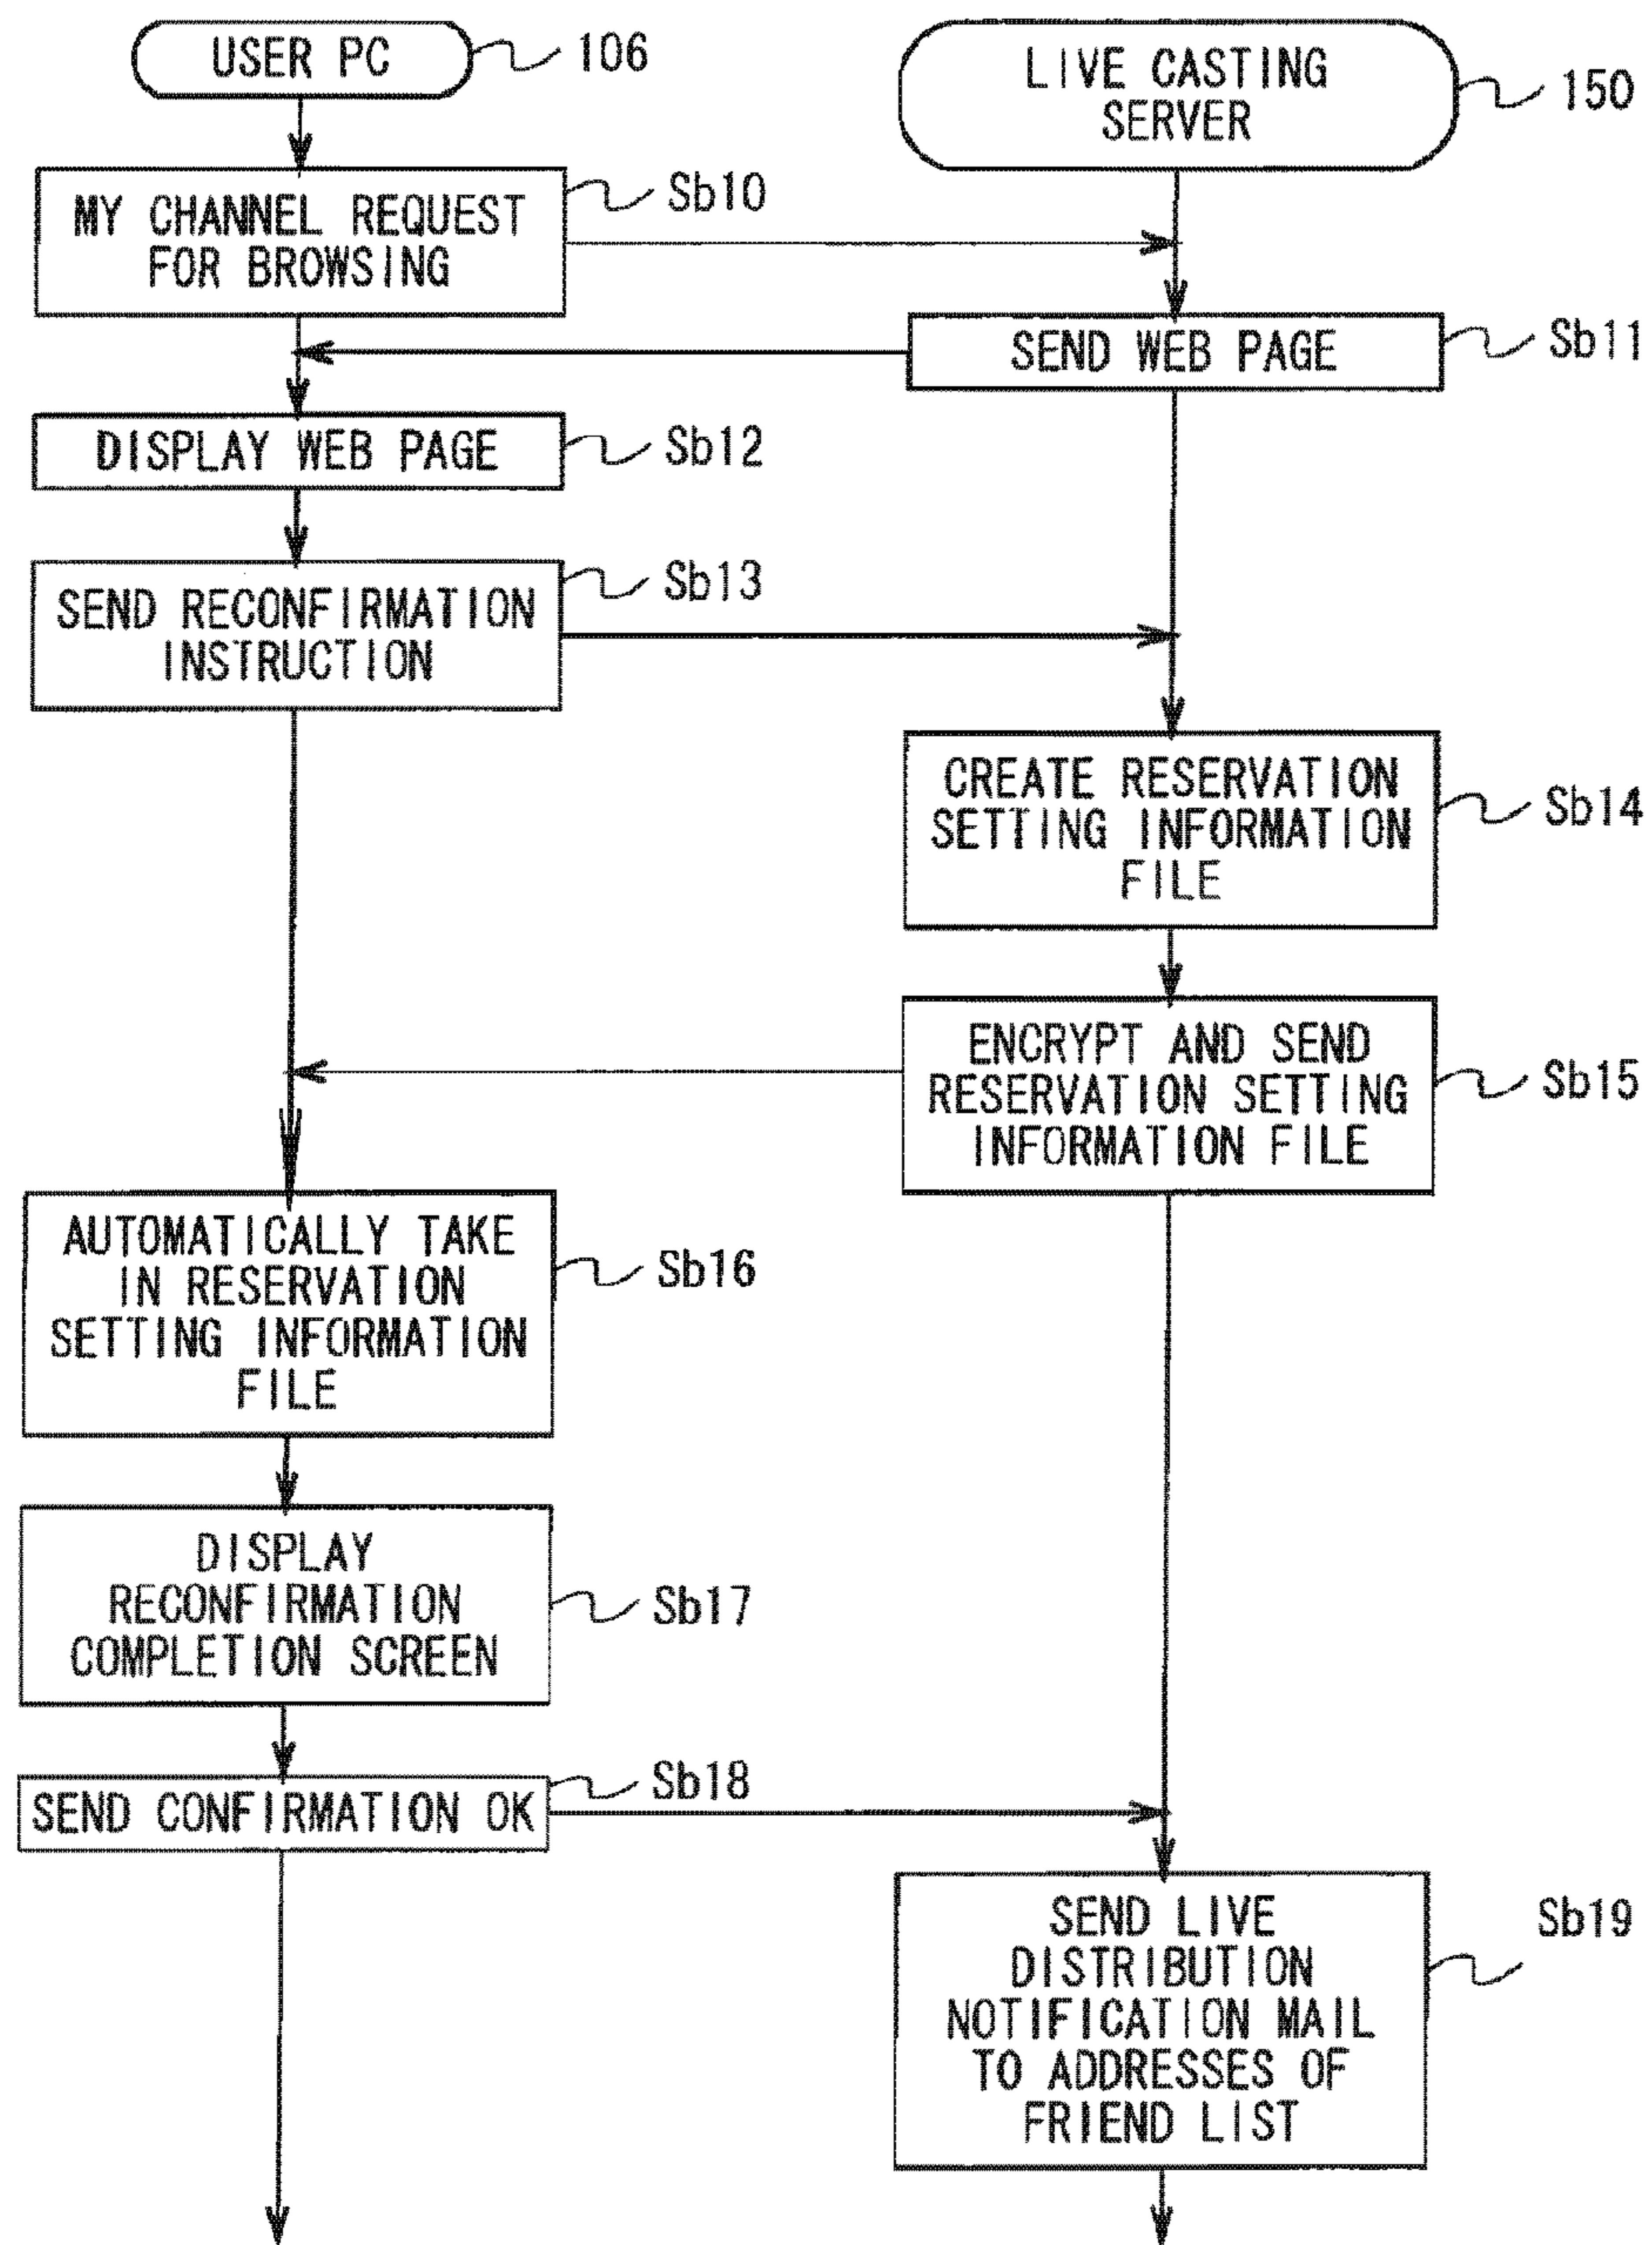 USER PC
106
LIVE CASTING
SERVER
150
MY CHANNEL REQUEST
FOR BROWSING
Sb10
SEND WEB PAGE
Sb11
DISPLAY WEB PAGE
Sb12
SEND RECONFIRMATION
INSTRUCTION
Sb13
CREATE RESERVATION
SETTING INFORMATION
FILE
Sb14
ENCRYPT AND SEND
RESERVATION SETTING
INFORMATION FILE
Sb15
AUTOMATICALLY TAKE
IN RESERVATION
SETTING INFORMATION
FILE
Sb16
DISPLAY
RECONFIRMATION
COMPLETION SCREEN
Sb17
SEND CONFIRMATION OK
Sb18
SEND LIVE
DISTRIBUTION
NOTIFICATION MAIL
TO ADDRESSES OF
FRIEND LIST
Sb19